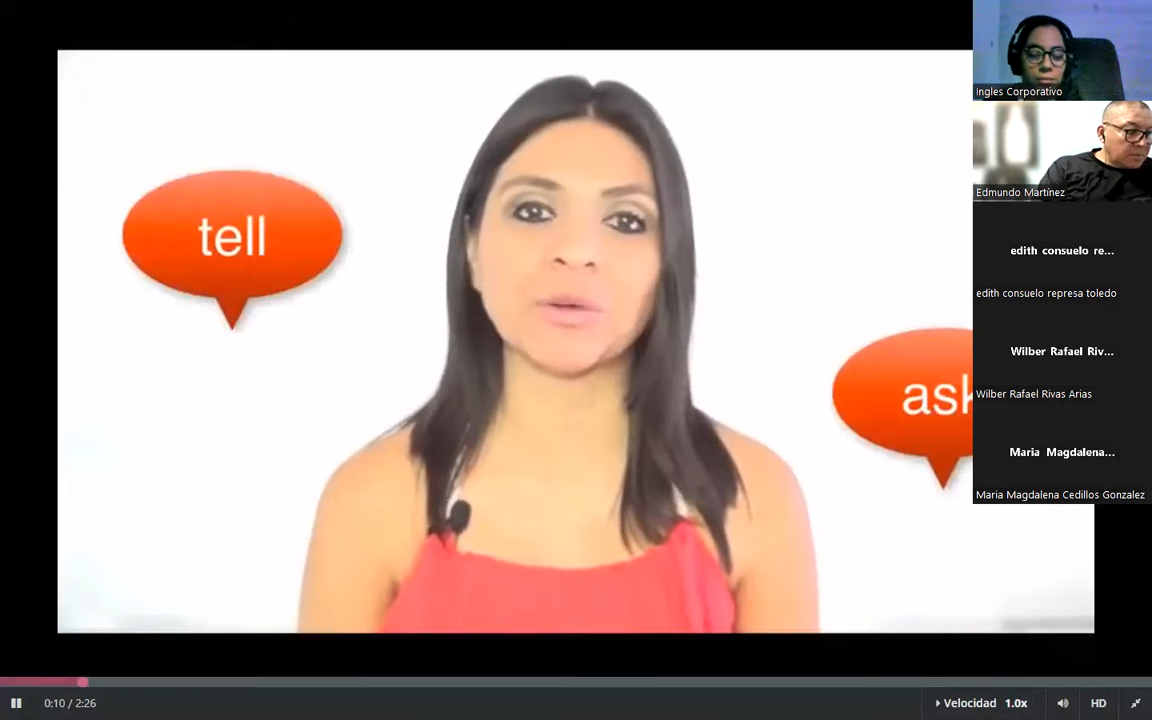 tell
ask
Ingles Corporativo
Edmundo Martínez
edith consuelo re...
edith consuelo represa toledo
Wilber Rafael Riv...
Wilber Rafael Rivas Arias
Maria Magdalena...
Maria Magdalena Cedillos Gonzalez
0:10 / 2:26
Velocidad 1.0x
HD